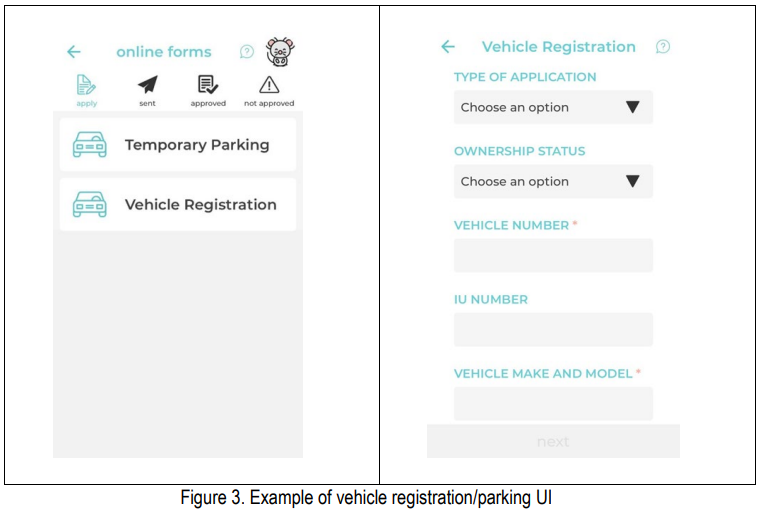 online forms
apply sent approved not approved
Temporary Parking
Vehicle Registration
Vehicle Registration
TYPE OF APPLICATION
Choose an option
OWNERSHIP STATUS
Choose an option
VEHICLE NUMBER *
IU NUMBER
VEHICLE MAKE AND MODEL *
next
Figure 3. Example of vehicle registration/parking UI